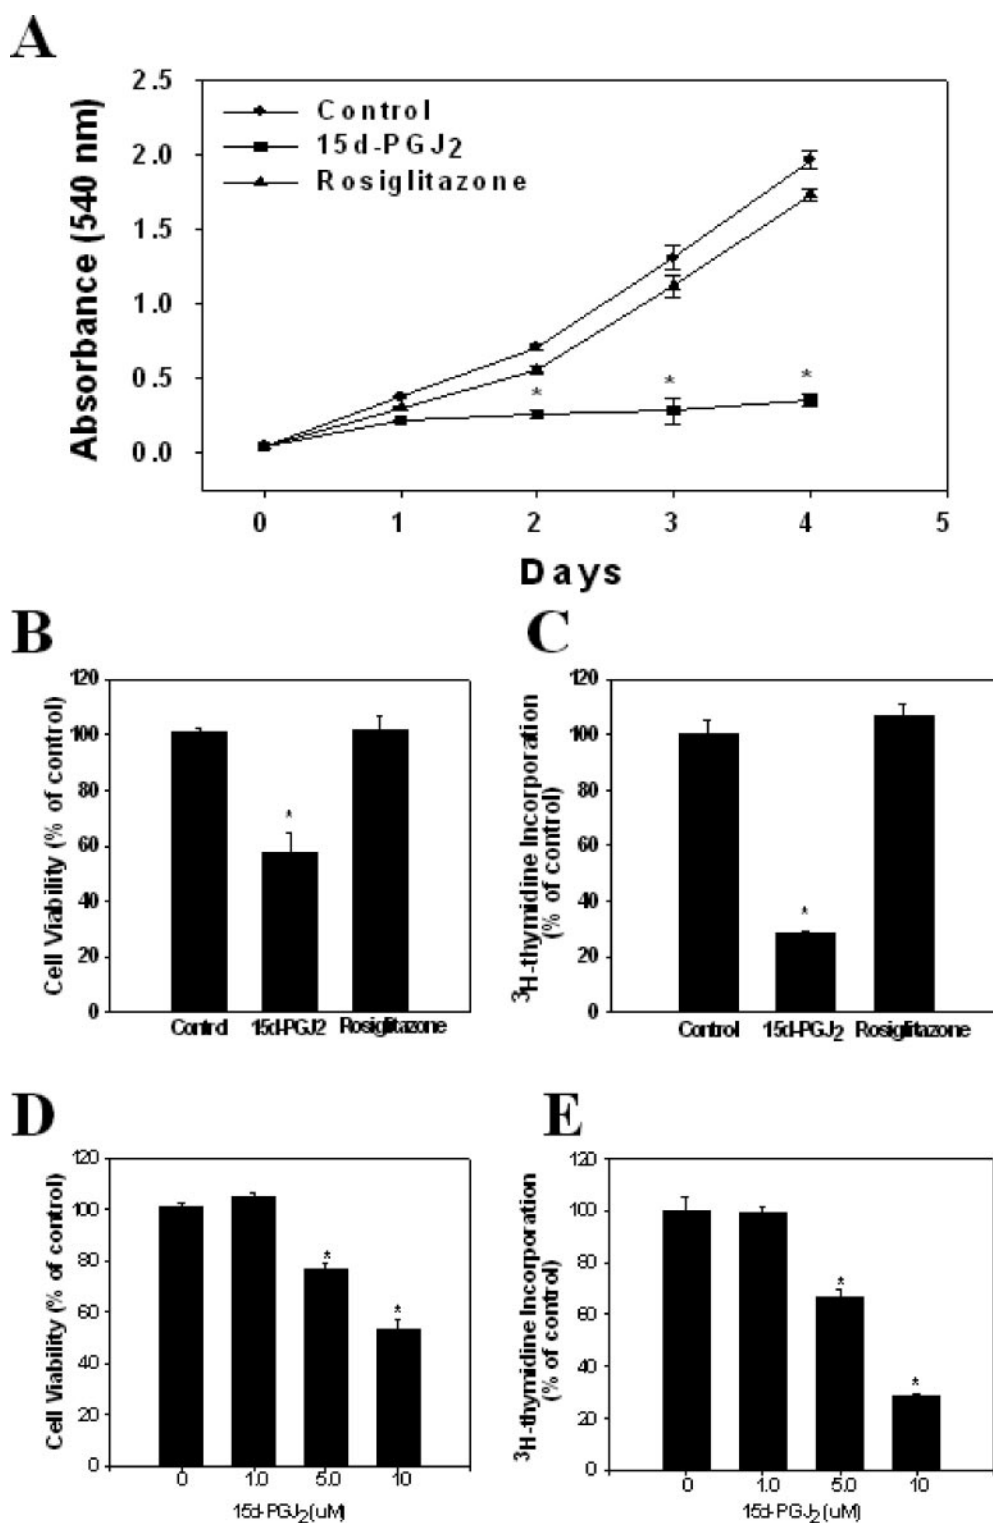 A
2.5
2.0
1.5
1.0
0.5
0.0
Absorbance (540 nm)
Control
15d-PGJ2
Rosiglitazone
*
*
*
0 1 2 3 4 5
Days
B
120
100
80
60
40
20
0
Cell Viability (% of control)
*
Control 15d-PGJ2 Rosiglitazone
C
120
100
80
60
40
20
0
3H-thymidine Incorporation
(% of control)
*
Control 15d-PGJ2 Rosiglitazone
D
120
100
80
60
40
20
0
Cell Viability (% of control)
*
*
0 1.0 5.0 10
15d-PGJ2(uM)
E
120
100
80
60
40
20
0
3H-thymidine Incorporation
(% of control)
*
*
0 1.0 5.0 10
15d-PGJ2(uM)